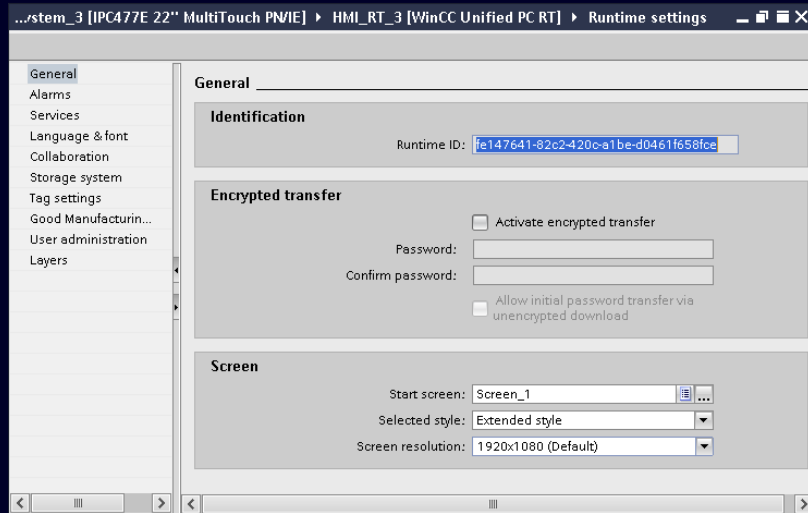 ...ystem_3 [IPC477E 22'' MultiTouch PN/IE] ▸ HMI_RT_3 [WinCC Unified PC RT] ▸ Runtime settings
General
Alarms
Services
Language & font
Collaboration
Storage system
Tag settings
Good Manufacturin...
User administration
Layers
General
Identification
Runtime ID: fe147641-82c2-420c-a1be-d0461f658fce
Encrypted transfer
Activate encrypted transfer
Password:
Confirm password:
Allow initial password transfer via
unencrypted download
Screen
Start screen: Screen_1 ...
Selected style: Extended style
Screen resolution: 1920x1080 (Default)